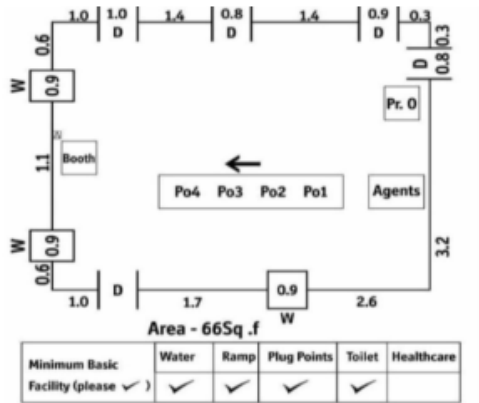 1.0 1.0 1.4 0.8 1.4 0.9 0.3
D D D
0.6 0.3
D 0.8
W 0.9
Pr. 0
W
1.1 Booth
Po4 Po3 Po2 Po1 Agents
W 0.9 3.2
0.6
1.0 D 1.7 0.9 2.6
W
Area - 66Sq .f
Minimum Basic Facility (please ✓ ) Water Ramp Plug Points Toilet Healthcare
✓ ✓ ✓ ✓